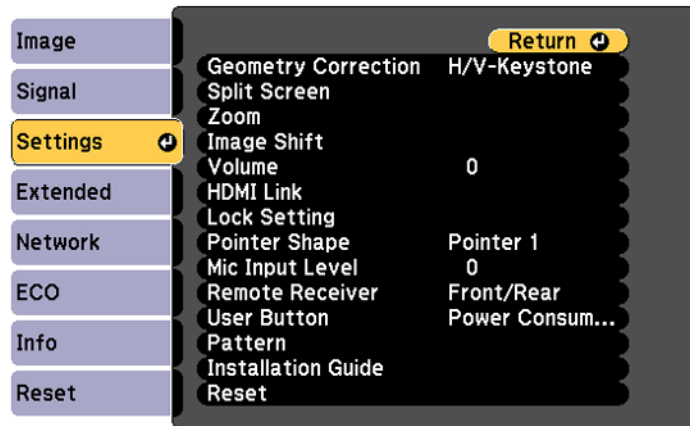 Image
Signal
Settings
Extended
Network
ECO
Info
Reset
Return
Geometry Correction H/V-Keystone
Split Screen
Zoom
Image Shift
Volume 0
HDMI Link
Lock Setting
Pointer Shape Pointer 1
Mic Input Level 0
Remote Receiver Front/Rear
User Button Power Consum...
Pattern
Installation Guide
Reset